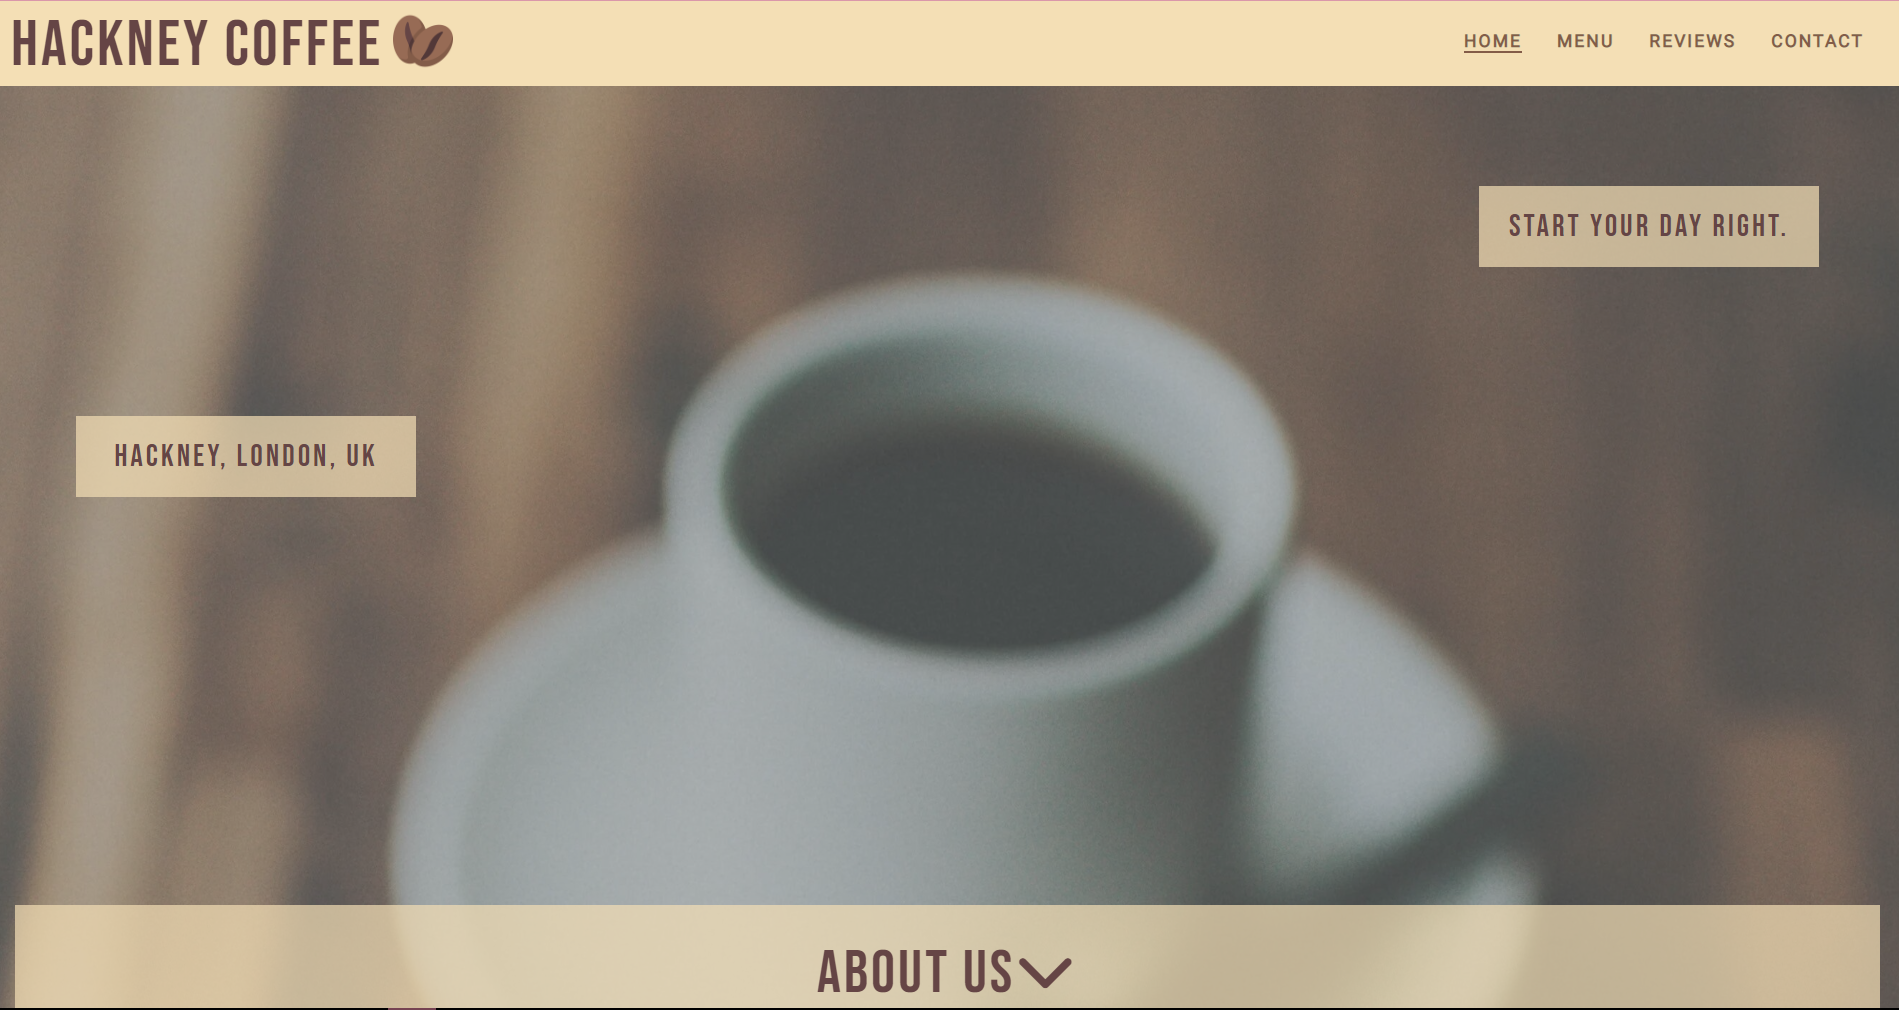 HACKNEY COFFEE
HOME MENU REVIEWS CONTACT
START YOUR DAY RIGHT.
HACKNEY, LONDON, UK
ABOUT US